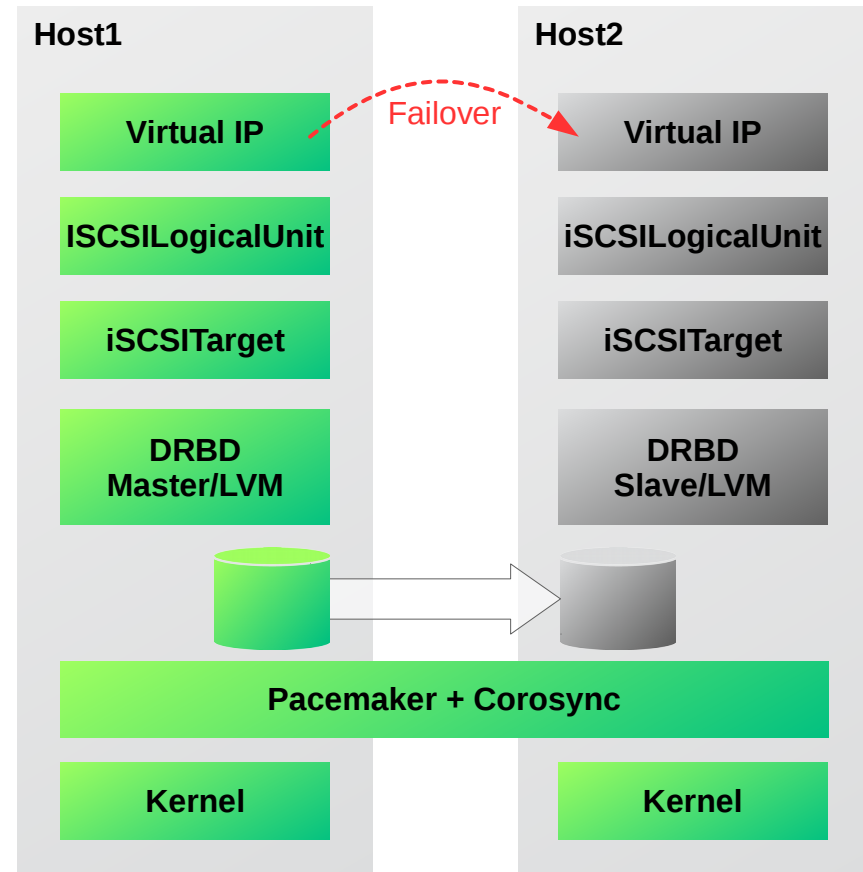 Host1
Host2
Failover
Virtual IP
Virtual IP
ISCSILogicalUnit
iSCSILogicalUnit
iSCSITarget
iSCSITarget
DRBD
Master/LVM
DRBD
Slave/LVM
Pacemaker + Corosync
Kernel
Kernel